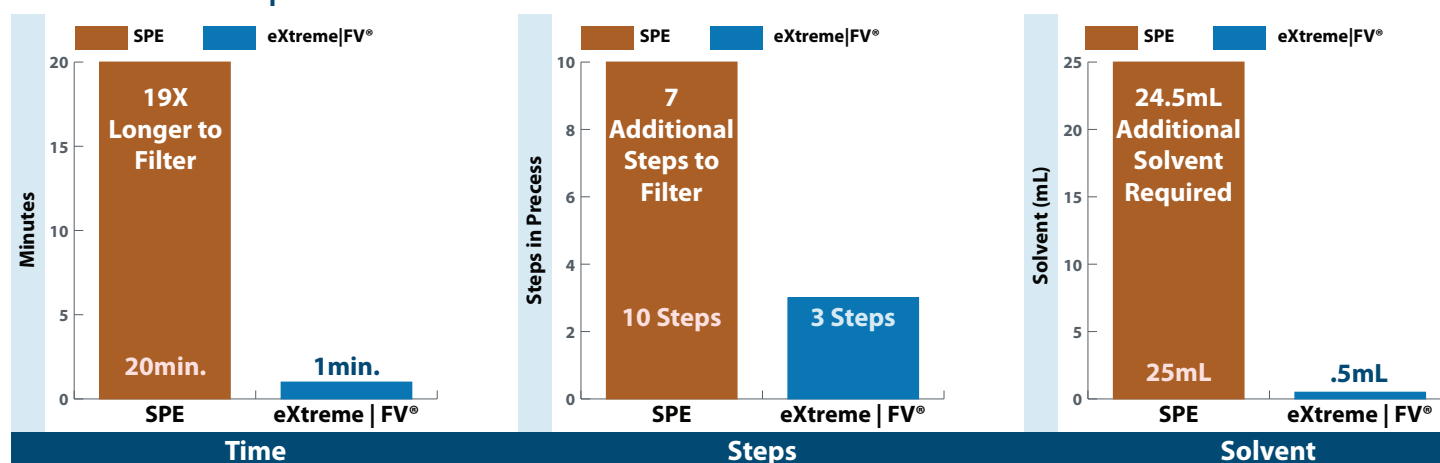 SPE
eXtreme|FV®
Minutes
20
15
10
5
0
19X
Longer to
Filter
20min.
1min.
SPE
eXtreme | FV®
Time
SPE
eXtreme|FV®
Steps in Precess
10
8
6
4
2
0
7
Additional
Steps to
Filter
10 Steps
3 Steps
SPE
eXtreme | FV®
Steps
SPE
eXtreme|FV®
Solvent (mL)
25
20
15
10
5
0
24.5mL
Additional
Solvent
Required
25mL
.5mL
SPE
eXtreme | FV®
Solvent